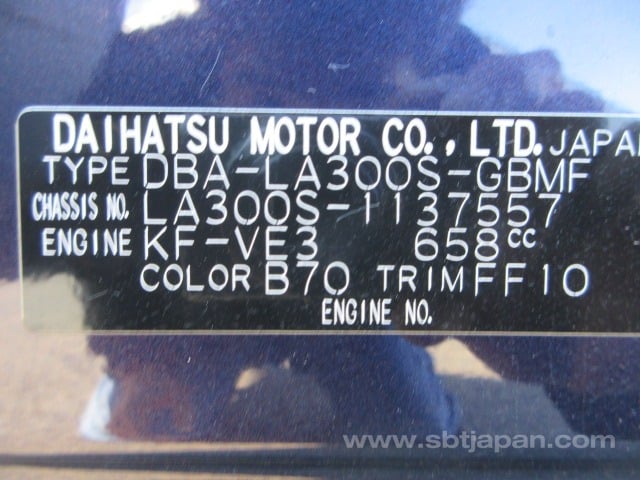 DAIHATSU MOTOR CO., LTD. JAPAN
TYPE DBA-LA300S-GBMF
CHASSIS NO. LA300S-1137557
ENGINE KF-VE3 658cc
COLOR B70 TRIM FF10
ENGINE NO.
www.sbtjapan.com